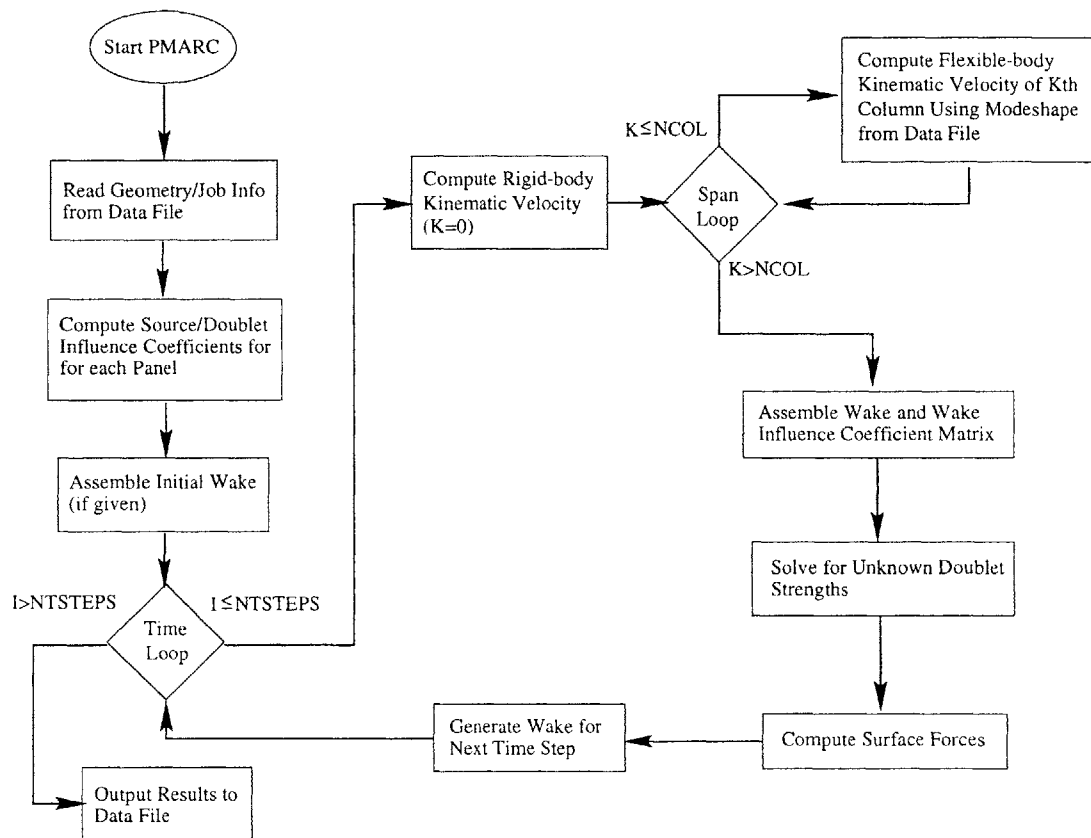 Start PMARC
Read Geometry/Job Info
from Data File
Compute Source/Doublet
Influence Coefficients for
for each Panel
Assemble Initial Wake
(if given)
I>NTSTEPS
I≤NTSTEPS
Time
Loop
Output Results to
Data File
Compute Rigid-body
Kinematic Velocity
(K=0)
K≤NCOL
Span
Loop
K>NCOL
Compute Flexible-body
Kinematic Velocity of Kth
Column Using Modeshape
from Data File
Assemble Wake and Wake
Influence Coefficient Matrix
Solve for Unknown Doublet
Strengths
Compute Surface Forces
Generate Wake for
Next Time Step